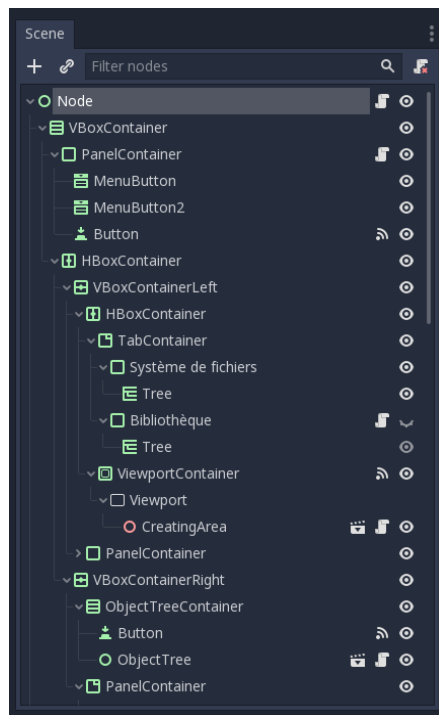 Scene
Filter nodes
Node
VBoxContainer
PanelContainer
MenuButton
MenuButton2
Button
HBoxContainer
VBoxContainerLeft
HBoxContainer
TabContainer
Système de fichiers
Tree
Bibliothèque
Tree
ViewportContainer
Viewport
CreatingArea
PanelContainer
VBoxContainerRight
ObjectTreeContainer
Button
ObjectTree
PanelContainer